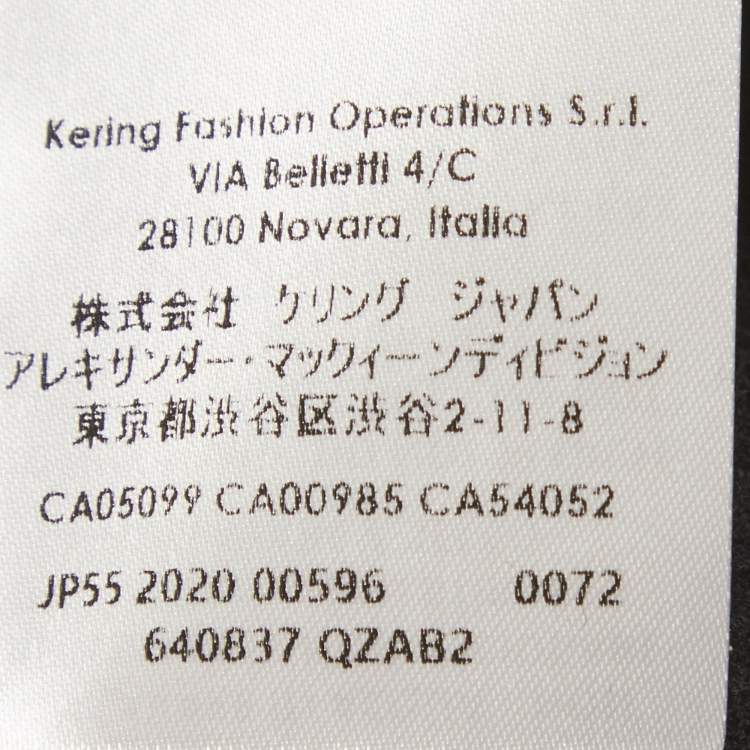 Kering Fashion Operations S.r.l.
VIA Belletti 4/C
28100 Novara, Italia
株式会社 ケリング ジャパン
アレキサンダー・マックィーンディビジョン
東京都渋谷区渋谷2-11-8
CA05099 CA00985 CA54052
JP55 2020 00596 0072
640837 QZAB2